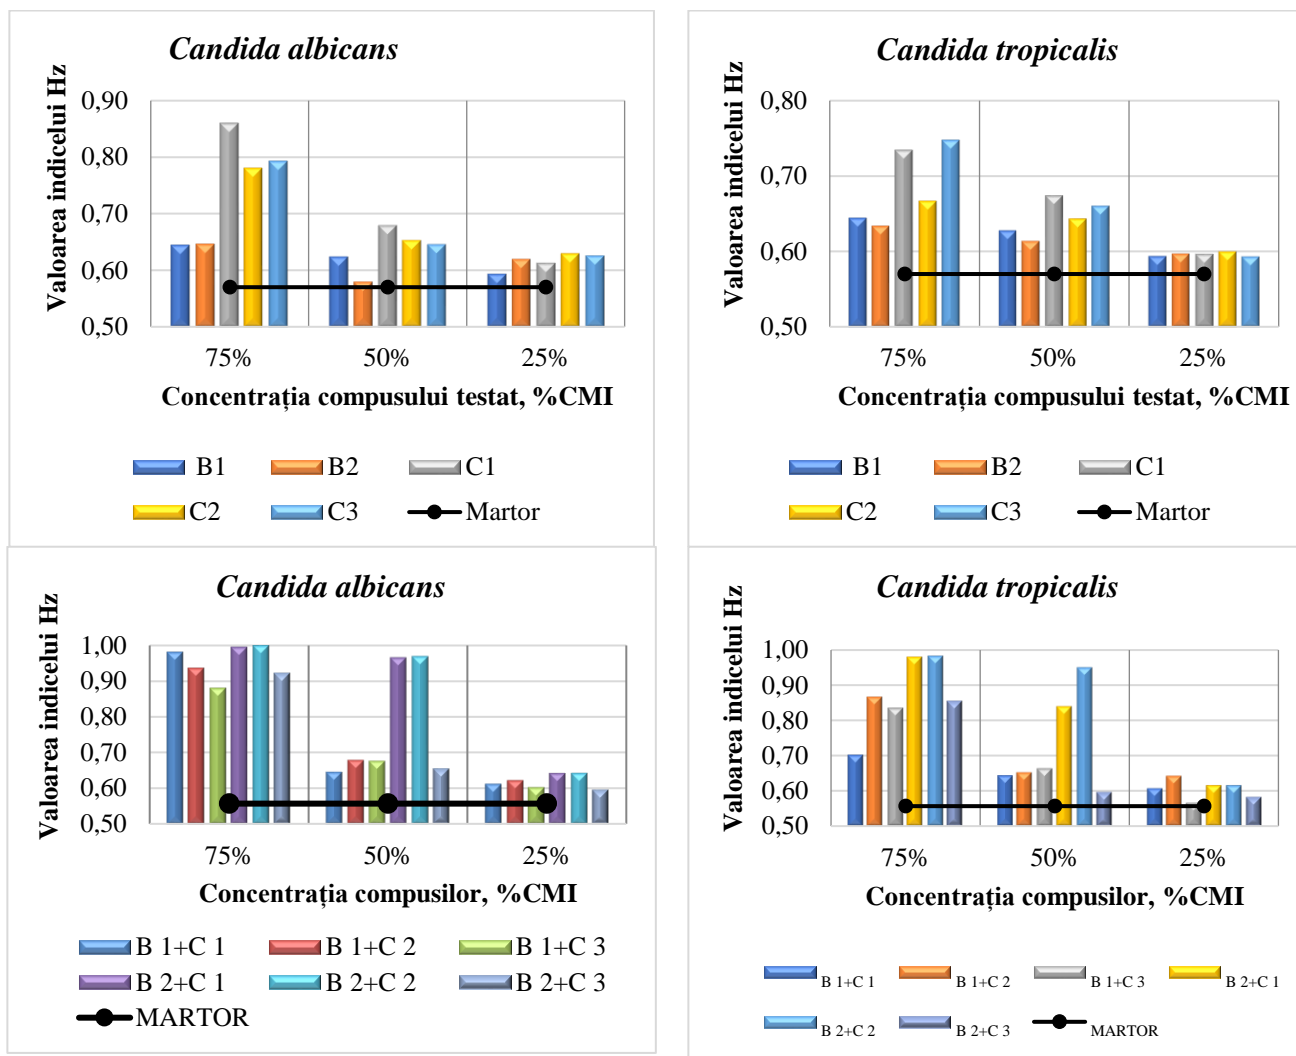 Candida albicans
Valoarea indicelui Hz
0,90
0,80
0,70
0,60
0,50
75%
50%
25%
Concentrația compusului testat, %CMI
B1
B2
C1
C2
C3
Martor
Candida tropicalis
Valoarea indicelui Hz
0,80
0,70
0,60
0,50
75%
50%
25%
Concentrația compusului testat, %CMI
B1
B2
C1
C2
C3
Martor
Candida albicans
Valoarea indicelui Hz
1,00
0,90
0,80
0,70
0,60
0,50
75%
50%
25%
Concentrația compusilor, %CMI
B 1+C 1
B 1+C 2
B 1+C 3
B 2+C 1
B 2+C 2
B 2+C 3
MARTOR
Candida tropicalis
Valoarea indicelui Hz
1,00
0,90
0,80
0,70
0,60
0,50
75%
50%
25%
Concentrația compusilor, %CMI
B 1+C 1
B 1+C 2
B 1+C 3
B 2+C 1
B 2+C 2
B 2+C 3
MARTOR